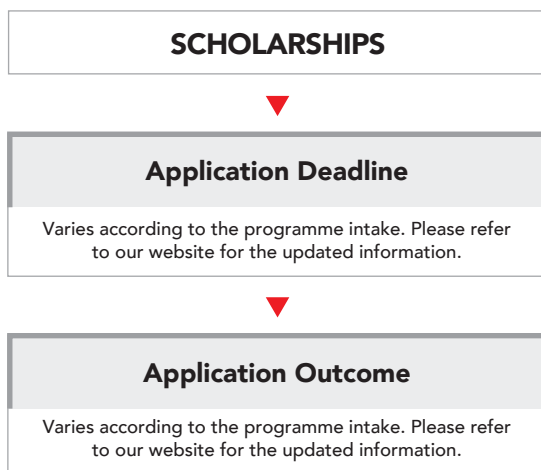 SCHOLARSHIPS
Application Deadline
Varies according to the programme intake. Please refer
to our website for the updated information.
Application Outcome
Varies according to the programme intake. Please refer
to our website for the updated information.